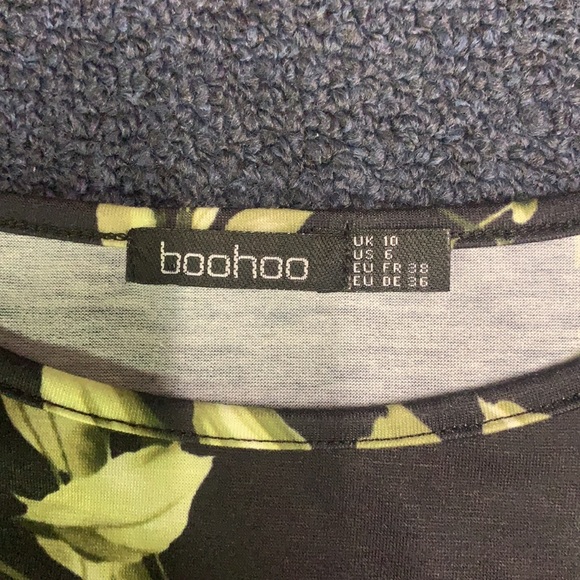 boohoo
UK 10
US 6
EU FR 38
EU DE 36